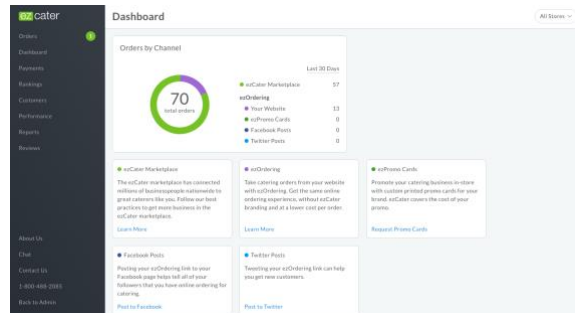 ez cater
Dashboard
All Stores
Orders
1
Dashboard
Payments
Rankings
Customers
Performance
Reports
Reviews
About Us
Chat
Contact Us
1-800-488-2085
Back to Admin
Orders by Channel
Last 30 Days
70
total orders
ezCater Marketplace 57
ezOrdering
Your Website 13
ezPromo Cards 0
Facebook Posts 0
Twitter Posts 0
ezCater Marketplace
The ezCater marketplace has connected
millions of businesspeople nationwide to
great caterers like you. Follow our best
practices to get more business in the
ezCater marketplace.
Learn More
ezOrdering
Take catering orders from your website
with ezOrdering. Get the same online
ordering experience, without ezCater
branding and at a lower cost per order.
Learn More
ezPromo Cards
Promote your catering business in-store
with custom printed promo cards for your
brand. ezCater covers the cost of your
promo.
Request Promo Cards
Facebook Posts
Posting your ezOrdering link to your
Facebook page helps tell all of your
followers that you have online ordering for
catering.
Post to Facebook
Twitter Posts
Tweeting your ezOrdering link can help
you get new customers.
Post to Twitter